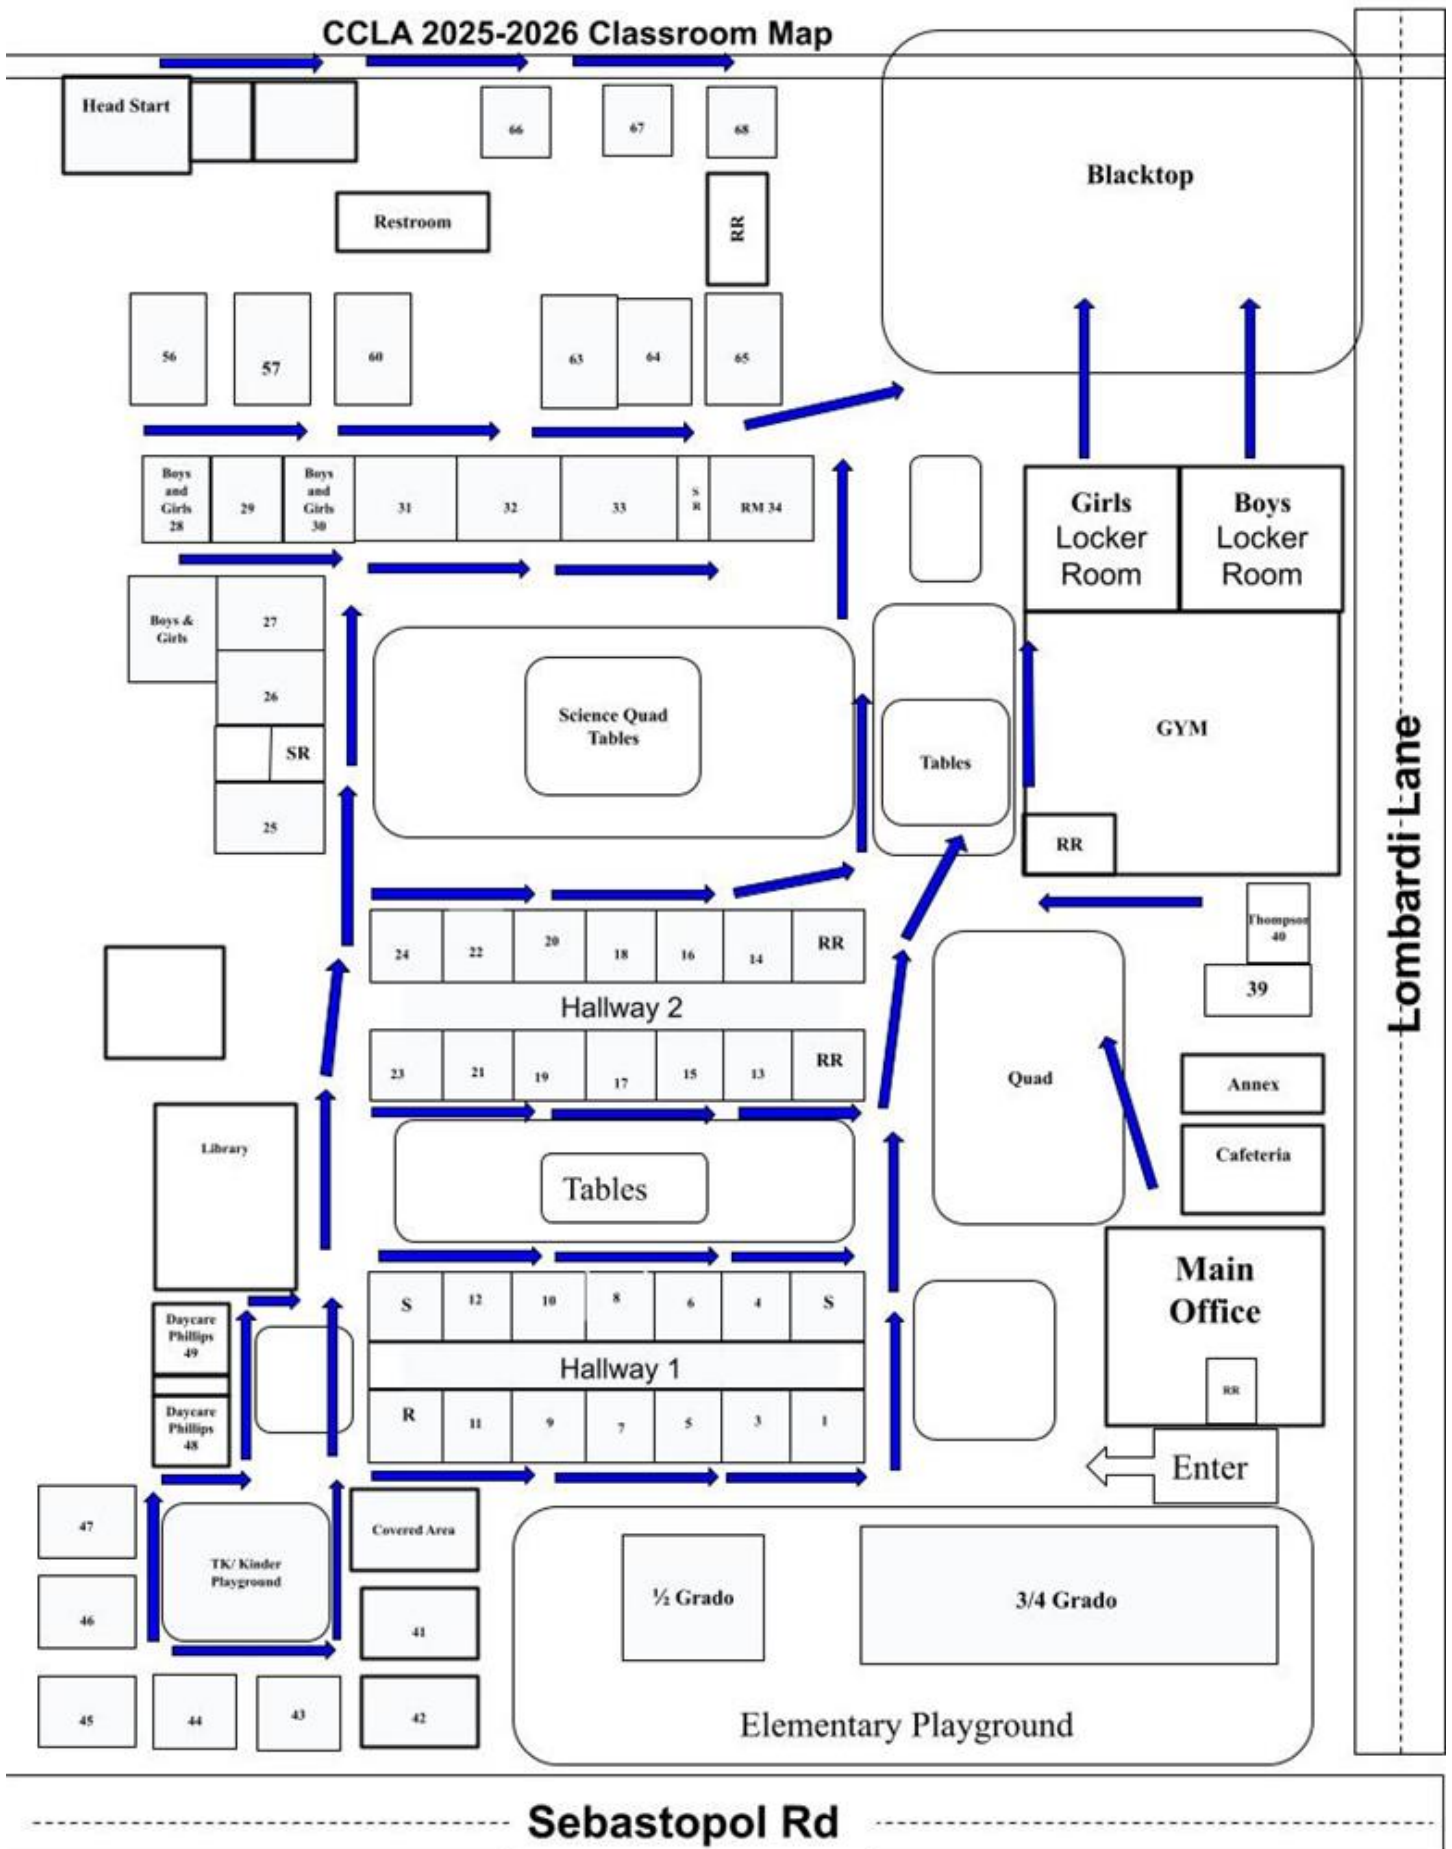 CCLA 2025-2026 Classroom Map
Head Start
66
67
68
Blacktop
Restroom
RR
56
57
60
63
64
65
Boys
and
Girls
28
29
Boys
and
Girls
30
31
32
33
S
R
RM 34
Girls
Locker
Room
Boys
Locker
Room
Boys &
Girls
27
26
SR
25
Science Quad
Tables
Tables
GYM
RR
Lombardi Lane
24
22
20
18
16
14
RR
Thompson
40
39
Hallway 2
23
21
19
17
15
13
RR
Quad
Annex
Cafeteria
Library
Tables
Main
Office
RR
S
12
10
8
6
4
S
Hallway 1
R
11
9
7
5
3
1
Daycare
Phillips
49
Daycare
Phillips
48
Enter
47
46
45
44
43
TK/ Kinder
Playground
Covered Area
41
42
½ Grado
3/4 Grado
Elementary Playground
Sebastopol Rd